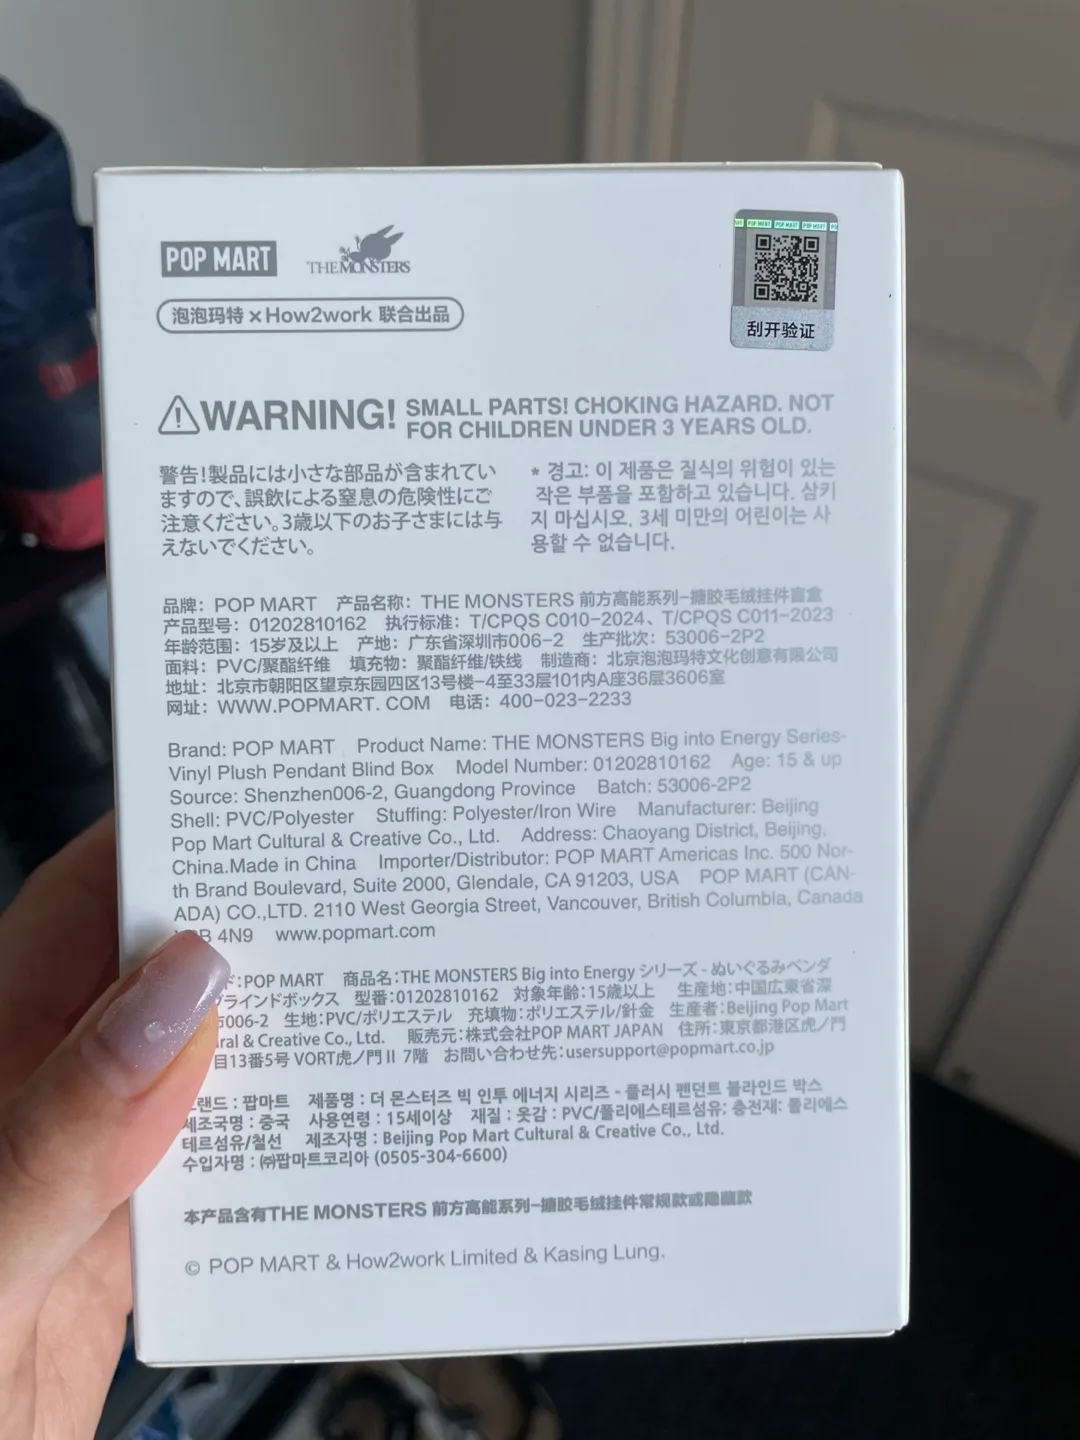 POP MART
THE MONSTERS
泡泡玛特×How2work 联合出品
POP MART POP MART POP MART
刮开验证
WARNING! SMALL PARTS! CHOKING HAZARD. NOT
FOR CHILDREN UNDER 3 YEARS OLD.
警告!製品には小さな部品が含まれてい
ますので、誤飲による窒息の危険性にご
注意ください。3歳以下のお子さまには与
えないでください。
* 경고: 이 제품은 질식의 위험이 있는
작은 부품을 포함하고 있습니다. 삼키
지 마십시오. 3세 미만의 어린이는 사
용할 수 없습니다.
品牌: POP MART 产品名称: THE MONSTERS 前方高能系列-搪胶毛绒挂件盲盒
产品型号: 01202810162 执行标准: T/CPQS C010-2024、T/CPQS C011-2023
年龄范围: 15岁及以上 产地: 广东省深圳市006-2 生产批次: 53006-2P2
面料: PVC/聚酯纤维 填充物: 聚酯纤维/铁线 制造商: 北京泡泡玛特文化创意有限公司
地址: 北京市朝阳区望京东园四区13号楼-4至33层101内A座36层3606室
网址: WWW.POPMART. COM 电话: 400-023-2233
Brand: POP MART Product Name: THE MONSTERS Big into Energy Series-
Vinyl Plush Pendant Blind Box Model Number: 01202810162 Age: 15 & up
Source: Shenzhen006-2, Guangdong Province Batch: 53006-2P2
Shell: PVC/Polyester Stuffing: Polyester/Iron Wire Manufacturer: Beijing
Pop Mart Cultural & Creative Co., Ltd. Address: Chaoyang District, Beijing,
China.Made in China Importer/Distributor: POP MART Americas Inc. 500 Nor-
th Brand Boulevard, Suite 2000, Glendale, CA 91203, USA POP MART (CAN-
ADA) CO.,LTD. 2110 West Georgia Street, Vancouver, British Columbia, Canada
4N9 www.popmart.com
ド:POP MART 商品名:THE MONSTERS Big into Energy シリーズ - ぬいぐるみペンダ
ブラインドボックス 型番:01202810162 対象年齢:15歳以上 生産地:中国広東省深
006-2 生地:PVC/ポリエステル 充填物:ポリエステル/針金 生産者:Beijing Pop Mart
ral & Creative Co., Ltd. 販売元:株式会社POP MART JAPAN 住所:東京都港区虎ノ門
目13番5号 VORT虎ノ門Ⅱ 7階 お問い合わせ先:usersupport@popmart.co.jp
랜드 : 팝마트 제품명 : 더 몬스터즈 빅 인투 에너지 시리즈 - 플러시 펜던트 블라인드 박스
제조국명 : 중국 사용연령 : 15세이상 재질 : 옷감 : PVC/폴리에스테르섬유; 충전재: 폴리에스
테르섬유/철선 제조자명 : Beijing Pop Mart Cultural & Creative Co., Ltd.
수입자명 : ㈜팝마트코리아 (0505-304-6600)
本产品含有THE MONSTERS 前方高能系列-搪胶毛绒挂件常规款或隐藏款
© POP MART & How2work Limited & Kasing Lung.